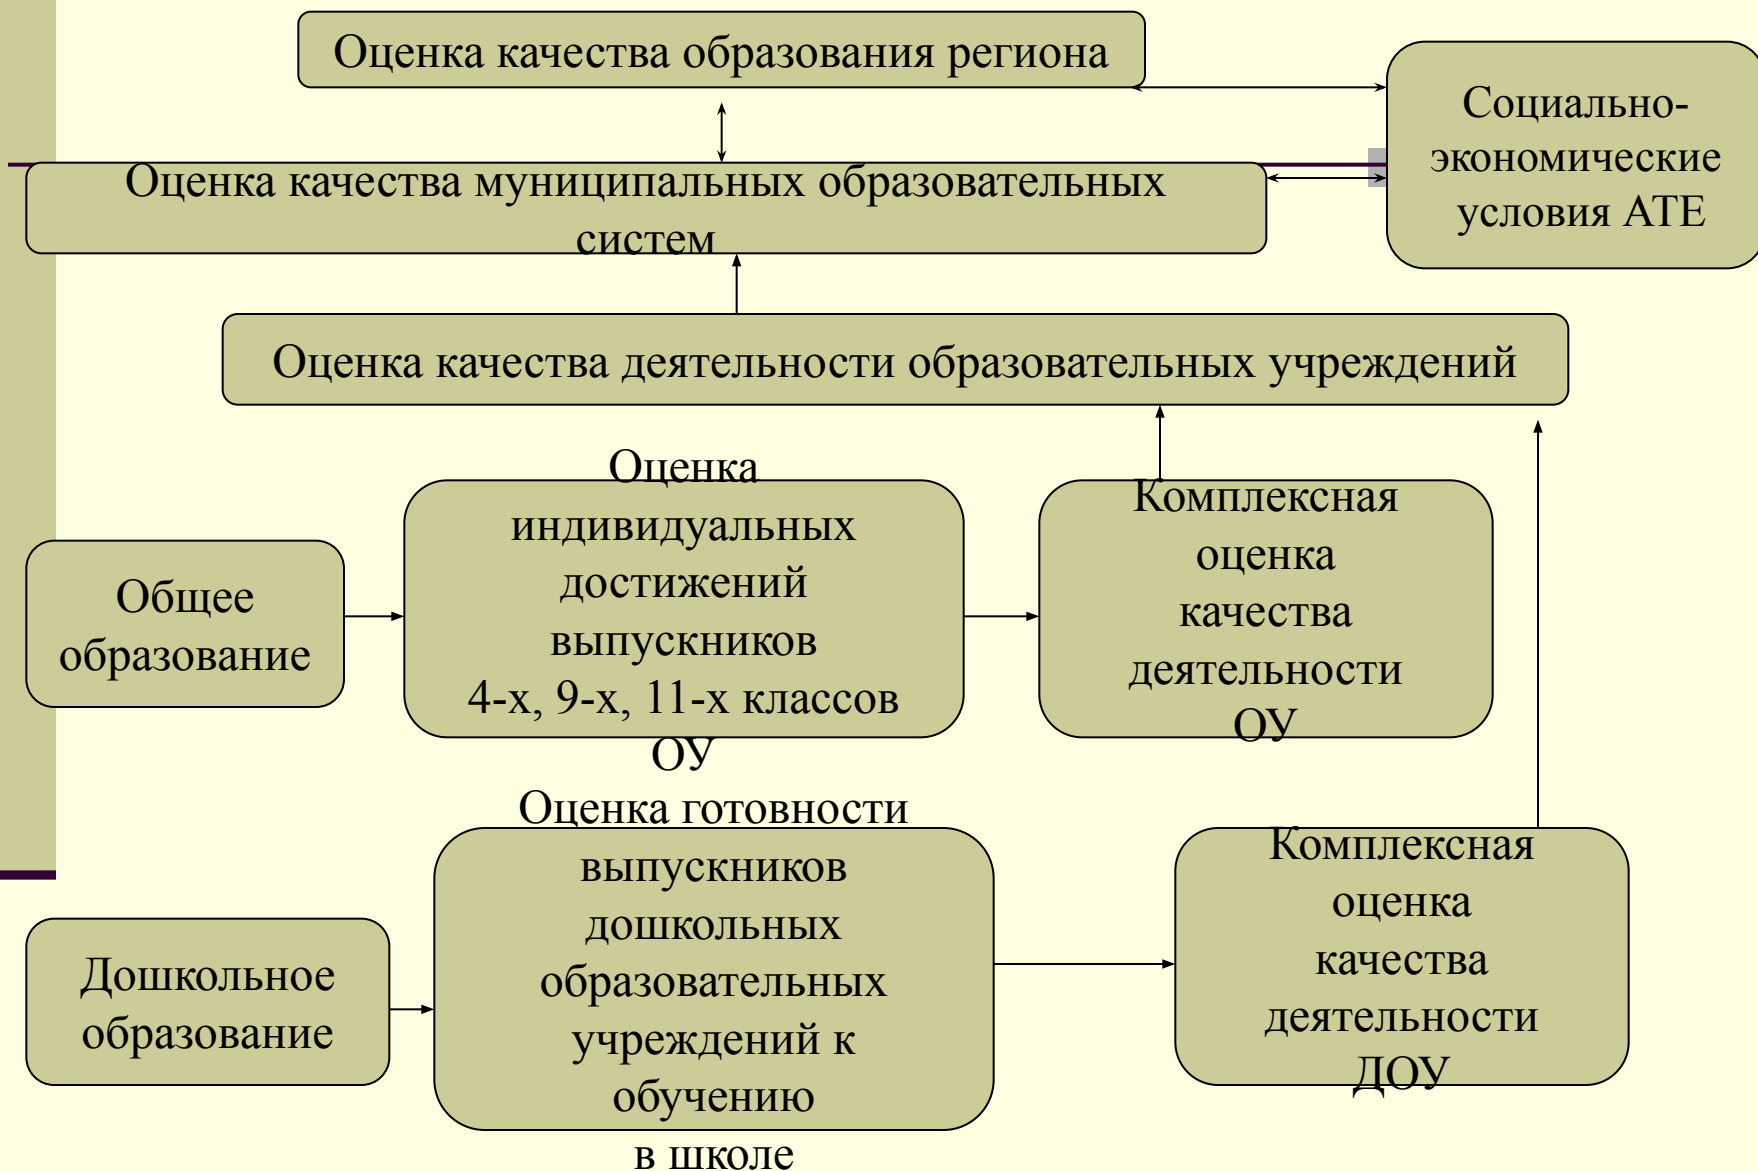 Оценка качества образования региона
Социально-
экономические
условия АТЕ
Оценка качества муниципальных образовательных
систем
Оценка качества деятельности образовательных учреждений
Общее
образование
Оценка
индивидуальных
достижений
выпускников
4-х, 9-х, 11-х классов
ОУ
Комплексная
оценка
качества
деятельности
ОУ
Дошкольное
образование
Оценка готовности
выпускников
дошкольных
образовательных
учреждений к
обучению
в школе
Комплексная
оценка
качества
деятельности
ДОУ